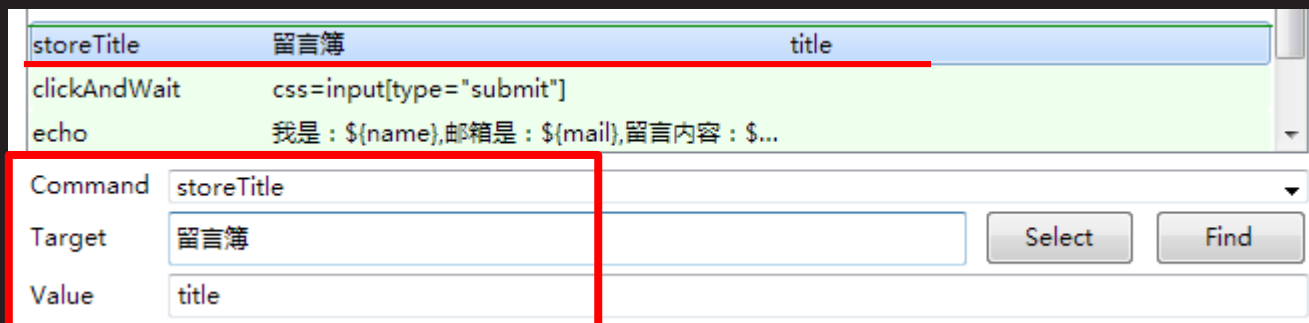 storeTitle 留言簿 title
clickAndWait css=input[type="submit"]
echo 我是：${name},邮箱是：${mail},留言内容：$...
Command storeTitle
Target 留言簿 Select Find
Value title